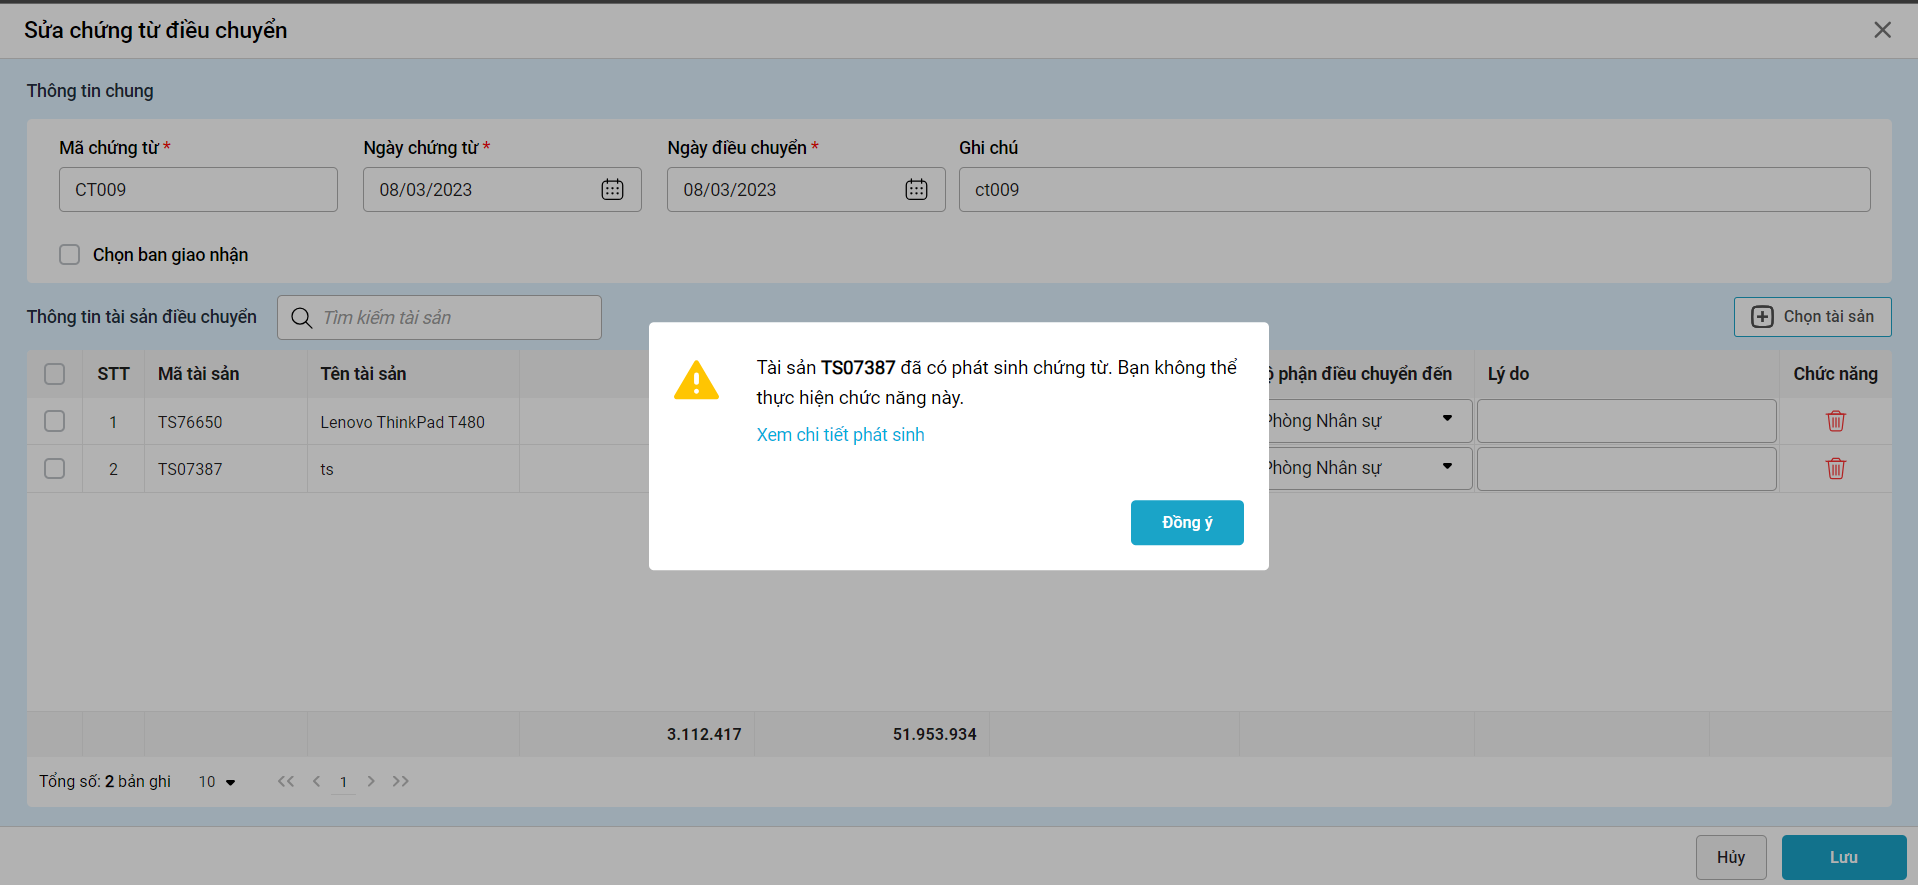 Sửa chứng từ điều chuyển
Thông tin chung
Mã chứng từ *
Ngày chứng từ *
Ngày điều chuyển *
Ghi chú
CT009
08/03/2023
08/03/2023
ct009
Chọn ban giao nhận
Thông tin tài sản điều chuyển
Tìm kiếm tài sản
Chọn tài sản
STT
Mã tài sản
Tên tài sản
phận điều chuyển đến
Lý do
Chức năng
1
TS76650
Lenovo ThinkPad T480
Phòng Nhân sự
2
TS07387
ts
Phòng Nhân sự
Tài sản TS07387 đã có phát sinh chứng từ. Bạn không thể
thực hiện chức năng này.
Xem chi tiết phát sinh
Đồng ý
3.112.417
51.953.934
Tổng số: 2 bản ghi
10
<< < 1 > >>
Hủy
Lưu